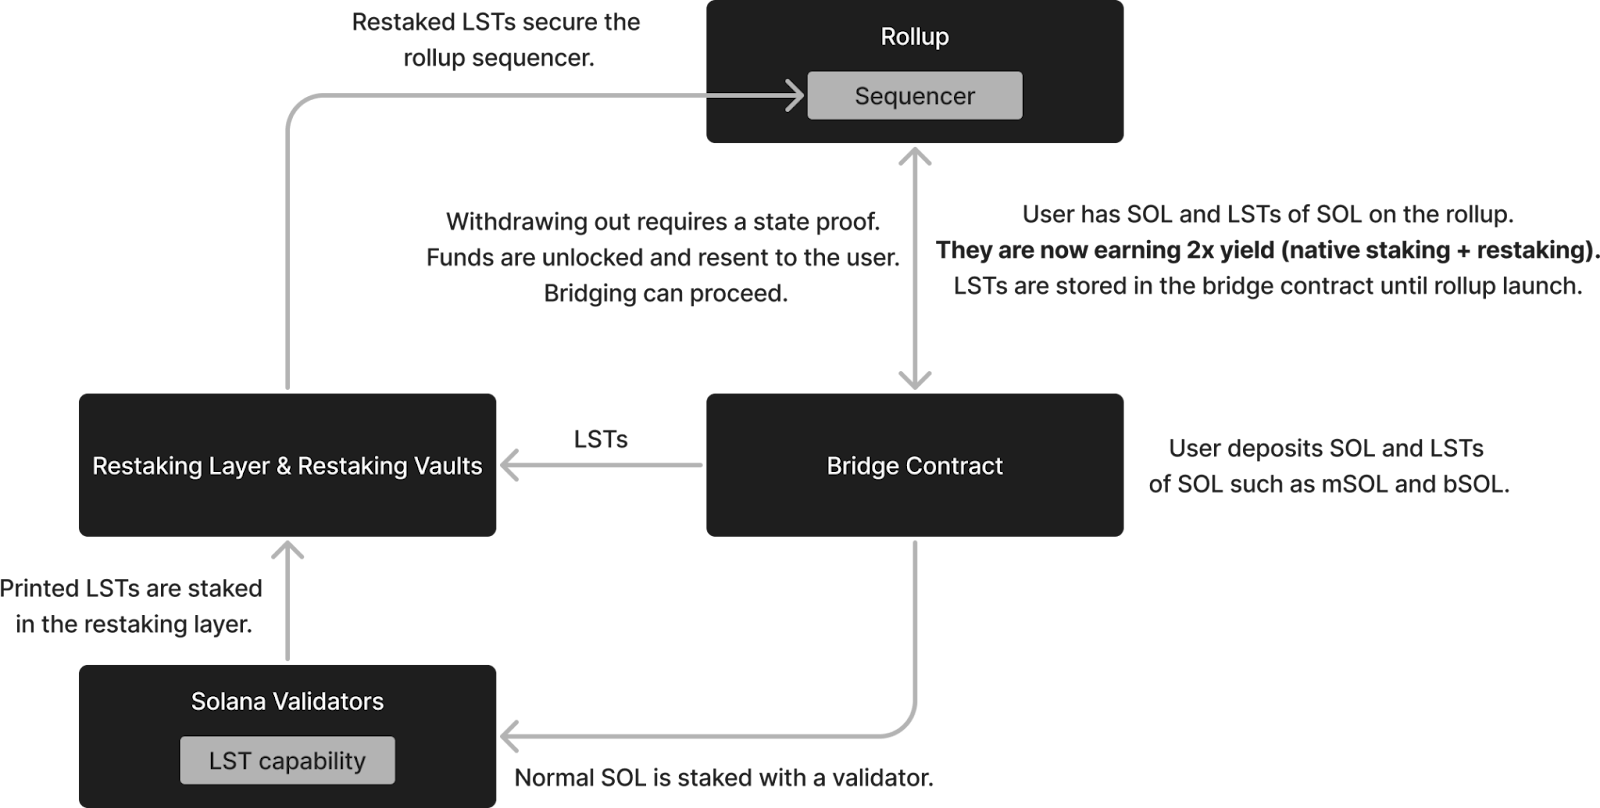 Restaked LSTs secure the
rollup sequencer.
Rollup
Sequencer
Withdrawing out requires a state proof.
Funds are unlocked and resent to the user.
Bridging can proceed.
User has SOL and LSTs of SOL on the rollup.
They are now earning 2x yield (native staking + restaking).
LSTs are stored in the bridge contract until rollup launch.
Restaking Layer & Restaking Vaults
LSTs
Bridge Contract
User deposits SOL and LSTs
of SOL such as mSOL and bSOL.
Printed LSTs are staked
in the restaking layer.
Solana Validators
LST capability
Normal SOL is staked with a validator.